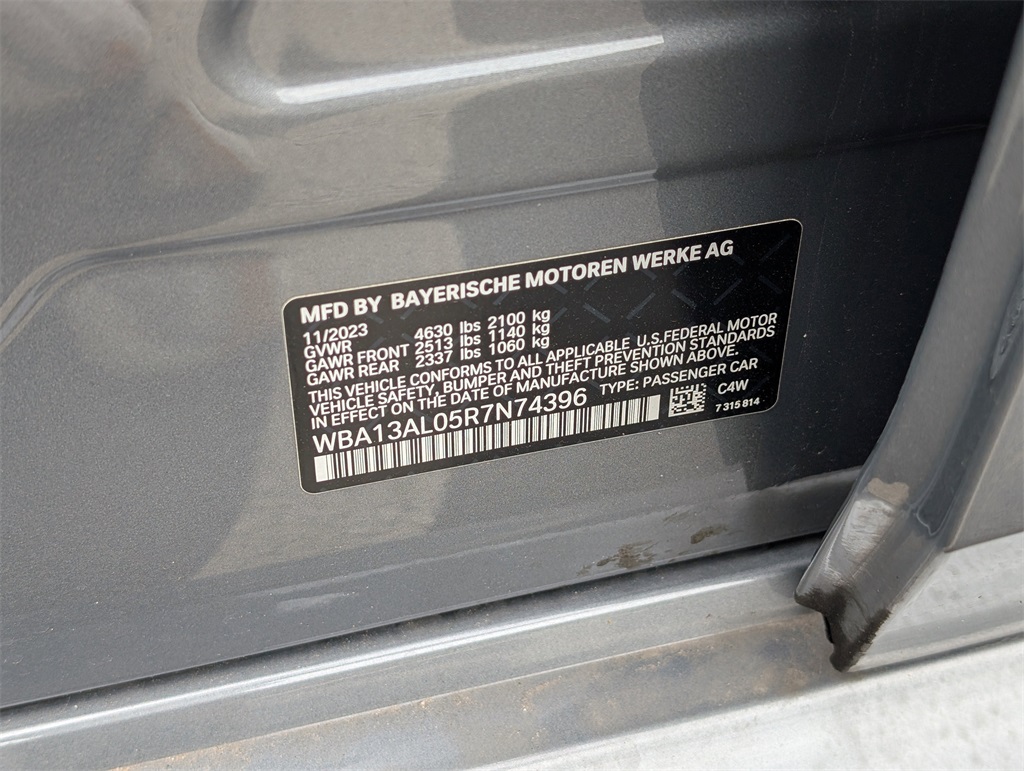 MFD BY BAYERISCHE MOTOREN WERKE AG
11/2023
GVWR 4630 lbs 2100 kg
GAWR FRONT 2513 lbs 1140 kg
GAWR REAR 2337 lbs 1060 kg
THIS VEHICLE CONFORMS TO ALL APPLICABLE U.S.FEDERAL MOTOR
VEHICLE SAFETY, BUMPER AND THEFT PREVENTION STANDARDS
IN EFFECT ON THE DATE OF MANUFACTURE SHOWN ABOVE.
WBA13AL05R7N74396 TYPE: PASSENGER CAR
C4W
7 315 814